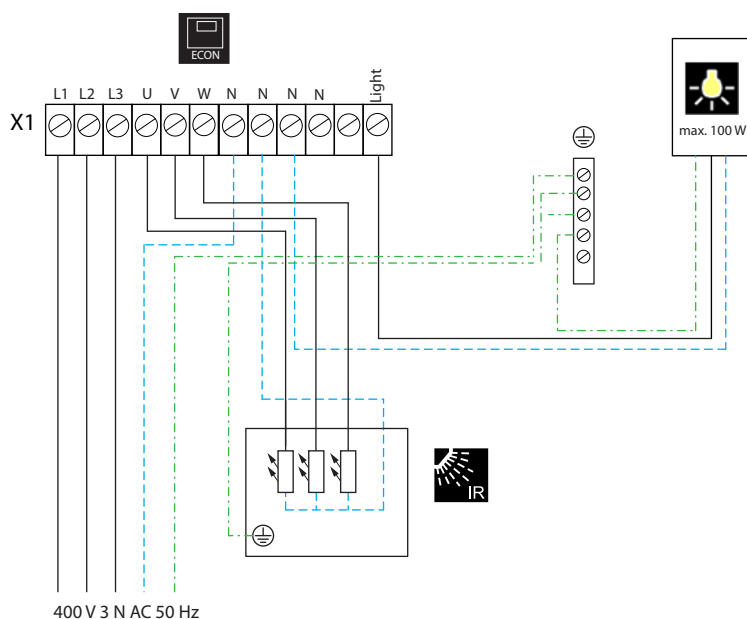 ECON
X1
L1 L2 L3 U V W N N N N Light
max. 100 W
IR
400 V 3 N AC 50 Hz